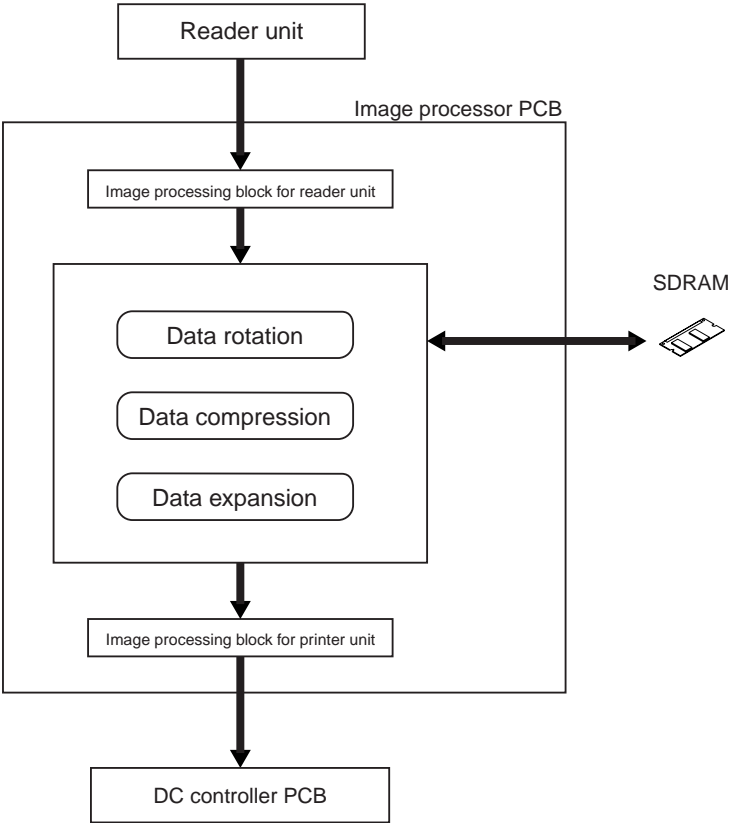 Reader unit
Image processor PCB
Image processing block for reader unit
SDRAM
Data rotation
Data compression
Data expansion
Image processing block for printer unit
DC controller PCB